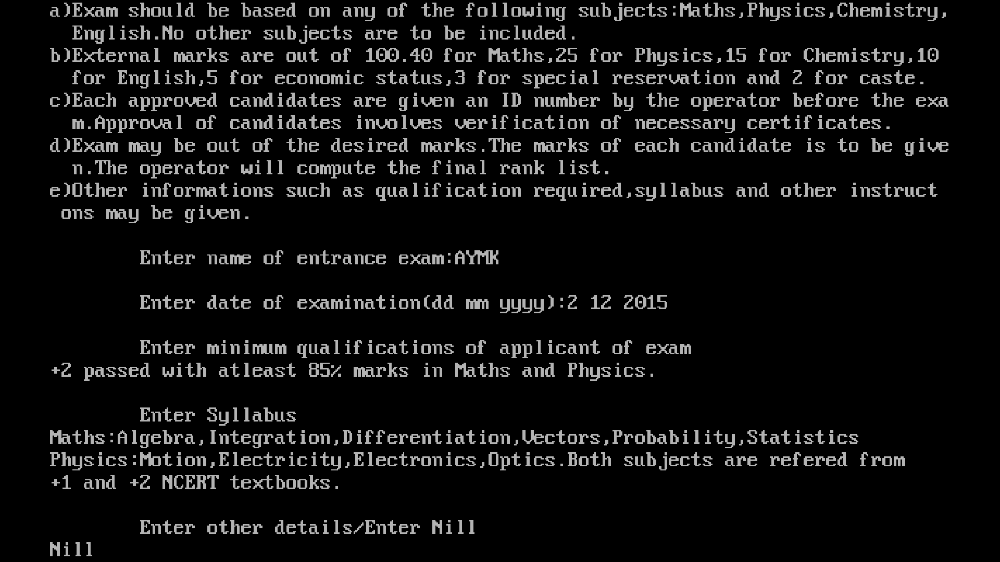 a)Exam should be based on any of the following subjects:Maths,Physics,Chemistry,
English.No other subjects are to be included.
b)External marks are out of 100.40 for Maths,25 for Physics,15 for Chemistry,10
for English,5 for economic status,3 for special reservation and 2 for caste.
c)Each approved candidates are given an ID number by the operator before the exa
m.Approval of candidates involves verification of necessary certificates.
d)Exam may be out of the desired marks.The marks of each candidate is to be give
n.The operator will compute the final rank list.
e)Other informations such as qualification required,syllabus and other instruct
ons may be given.
Enter name of entrance exam:AYMK
Enter date of examination(dd mm yyyy):2 12 2015
Enter minimum qualifications of applicant of exam
+2 passed with atleast 85% marks in Maths and Physics.
Enter Syllabus
Maths:Algebra,Integration,Differentiation,Vectors,Probability,Statistics
Physics:Motion,Electricity,Electronics,Optics.Both subjects are refered from
+1 and +2 NCERT textbooks.
Enter other details/Enter Nill
Nill